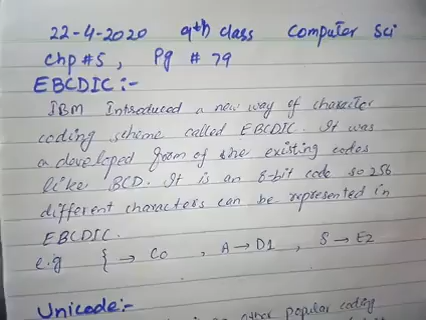 22-4-2020 9th class Computer Sci
Chp #5, Pg # 79
EBCDIC:-
IBM Introduced a new way of character
coding scheme called EBCDIC. It was
a developed form of the existing codes
like BCD. It is an 8-bit code so 256
different characters can be represented in
EBCDIC.
e.g { → C0 , A → D1 , S → E2
Unicode:-
other popular coding